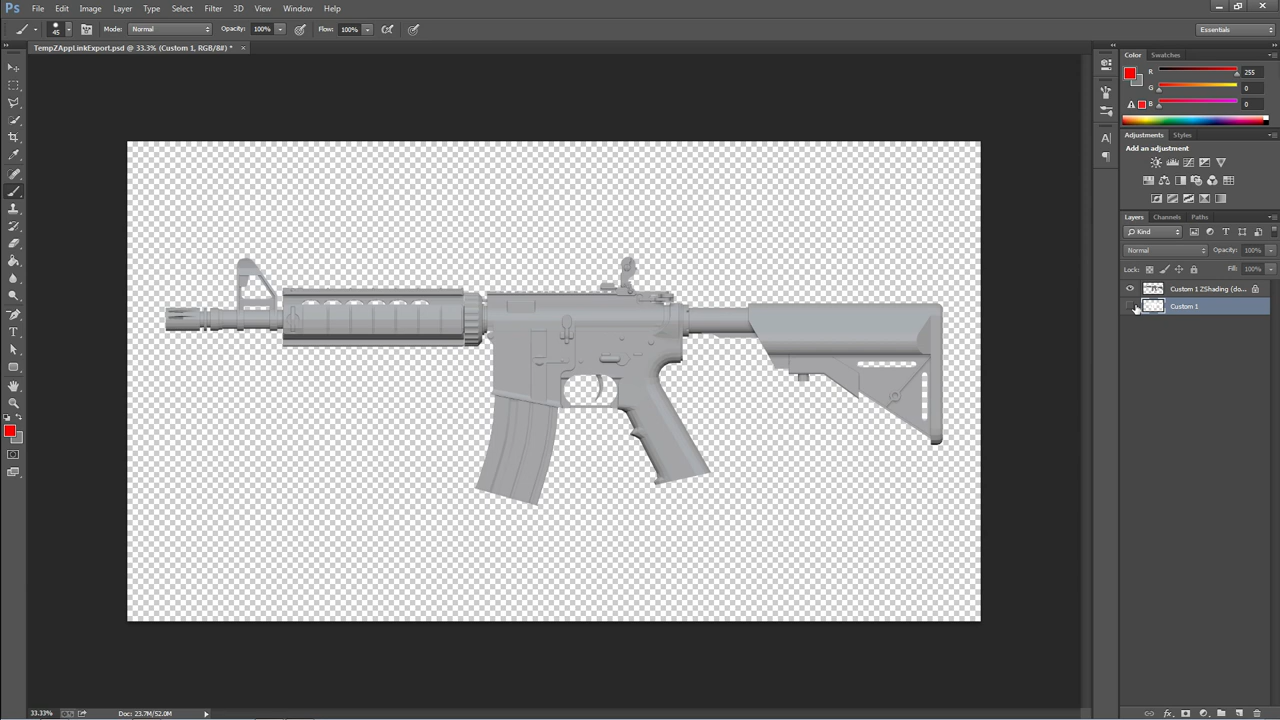 Ps File Edit Image Layer Type Select Filter 3D View Window Help
45 Mode: Normal Opacity: 100% Flow: 100% Essentials
TempZAppLinkExport.psd @ 33.3% (Custom 1, RGB/8#) * ×
Color Swatches
R 255
G 0
B 0
Adjustments Styles
Add an adjustment
Layers Channels Paths
Kind
Normal Opacity: 100%
Lock: Fill: 100%
Custom 1 ZShading (do...
Custom 1
33.33% Doc: 23.7M/52.0M